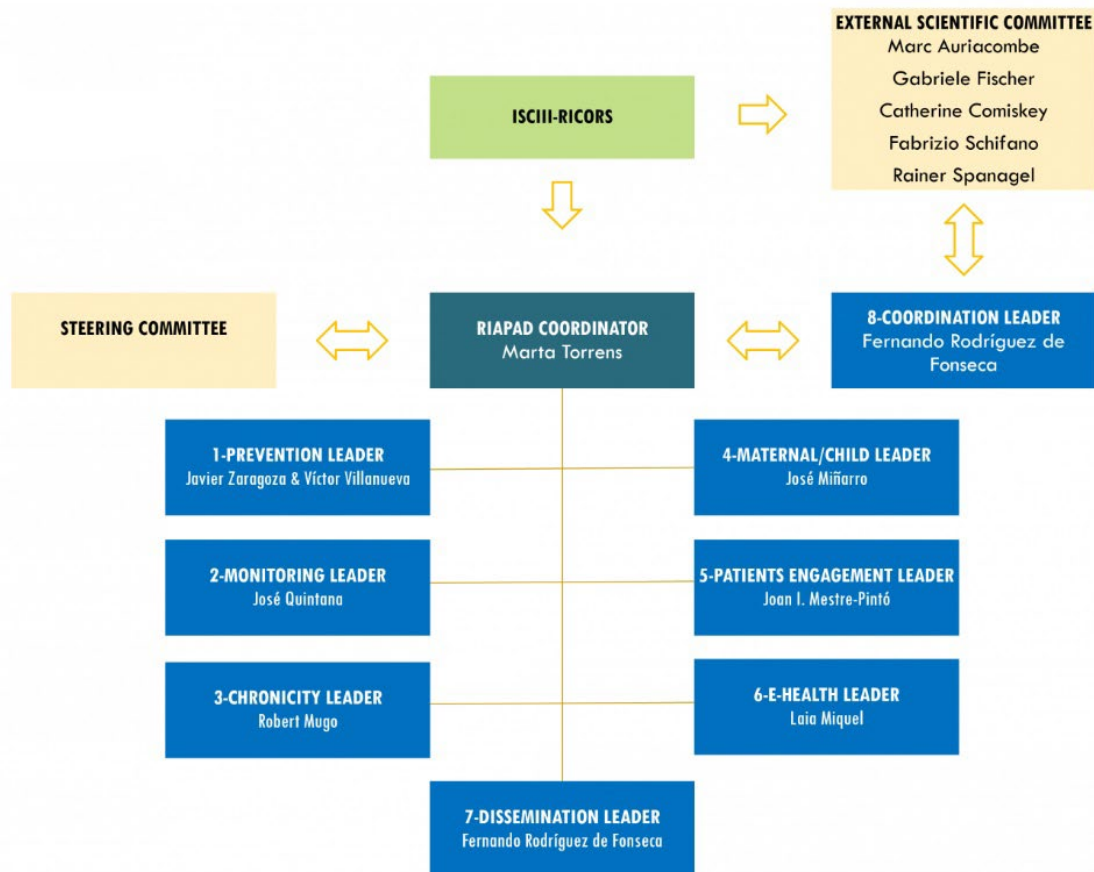 EXTERNAL SCIENTIFIC COMMITTEE
Marc Auriacombe
Gabriele Fischer
Catherine Comiskey
Fabrizio Schifano
Rainer Spanagel
ISCIII-RICORS
STEERING COMMITTEE
RIAPAD COORDINATOR
Marta Torrens
8-COORDINATION LEADER
Fernando Rodríguez de
Fonseca
1-PREVENTION LEADER
Javier Zaragoza & Víctor Villanueva
4-MATERNAL/CHILD LEADER
José Miñarro
2-MONITORING LEADER
José Quintana
5-PATIENTS ENGAGEMENT LEADER
Joan I. Mestre-Pintó
3-CHRONICITY LEADER
Robert Mugo
6-E-HEALTH LEADER
Laia Miquel
7-DISSEMINATION LEADER
Fernando Rodríguez de Fonseca